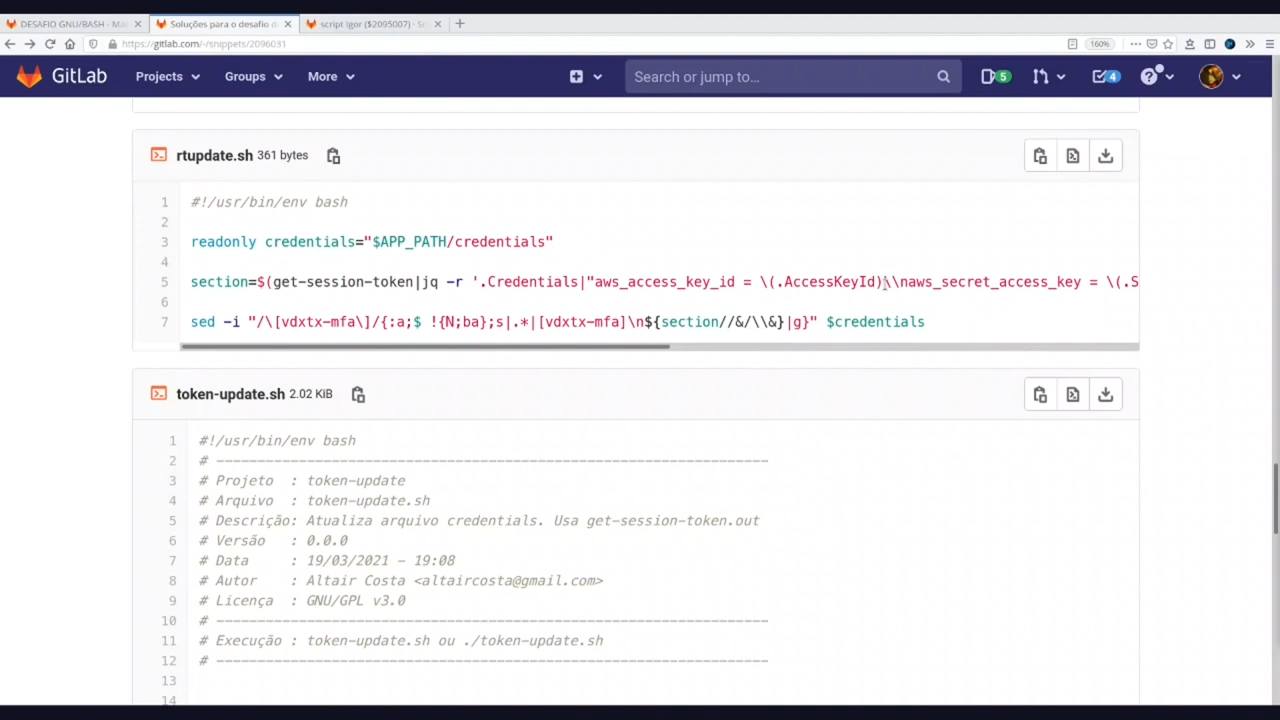 DESAFIO GNU/BASH - Ma
Soluções para o desafio d
script Igor ($2095007) · Sn
https://gitlab.com/-/snippets/2096031
160%
GitLab
Projects
Groups
More
Search or jump to...
5
4
rtupdate.sh 361 bytes
1 #!/usr/bin/env bash
2
3 readonly credentials="$APP_PATH/credentials"
4
5 section=$(get-session-token|jq -r '.Credentials|"aws_access_key_id = \(.AccessKeyId)\\naws_secret_access_key = \(.S
6
7 sed -i "/\[vdxtx-mfa\]/{:a;$ !{N;ba};s|.*|[vdxtx-mfa]\n${section//&/\\&}|g}" $credentials
token-update.sh 2.02 KiB
1 #!/usr/bin/env bash
2 # -------------------------------------------------------------------
3 # Projeto : token-update
4 # Arquivo : token-update.sh
5 # Descrição: Atualiza arquivo credentials. Usa get-session-token.out
6 # Versão : 0.0.0
7 # Data : 19/03/2021 - 19:08
8 # Autor : Altair Costa <altaircosta@gmail.com>
9 # Licença : GNU/GPL v3.0
10 # -------------------------------------------------------------------
11 # Execução : token-update.sh ou ./token-update.sh
12 # -------------------------------------------------------------------
13
14